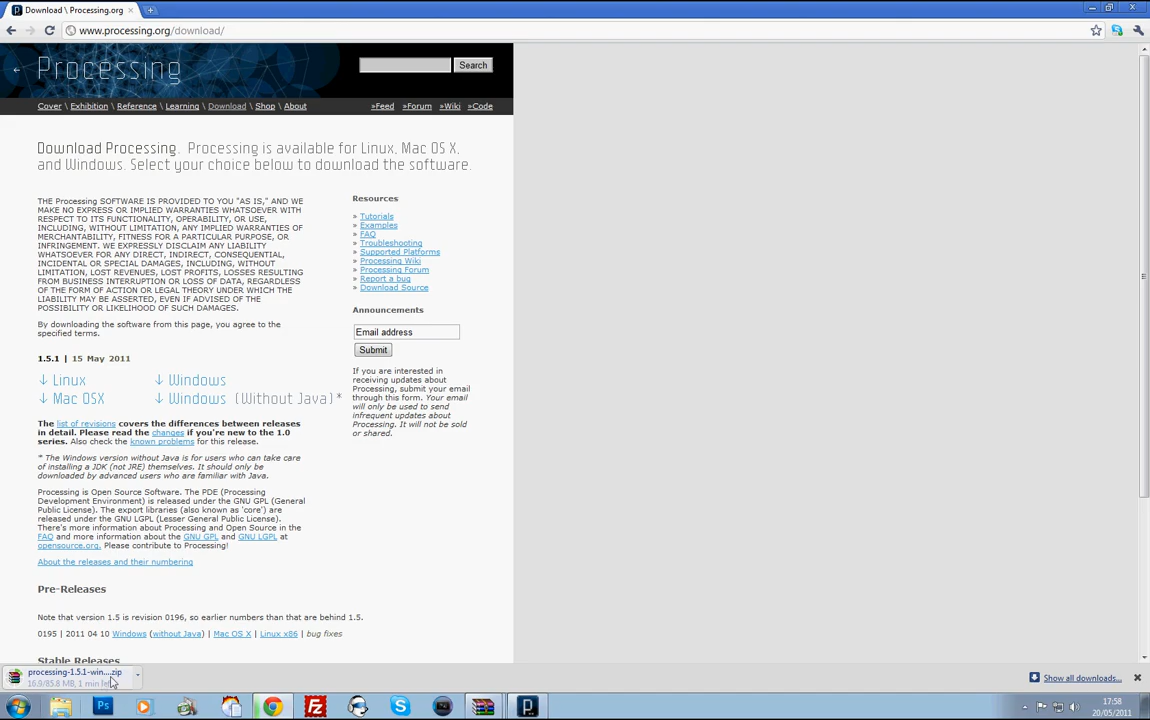 Download \ Processing.org
www.processing.org/download/
Processing
Search
Cover \ Exhibition \ Reference \ Learning \ Download \ Shop \ About
»Feed »Forum »Wiki »Code
Download Processing. Processing is available for Linux, Mac OS X,
and Windows. Select your choice below to download the software.
THE Processing SOFTWARE IS PROVIDED TO YOU "AS IS," AND WE
MAKE NO EXPRESS OR IMPLIED WARRANTIES WHATSOEVER WITH
RESPECT TO ITS FUNCTIONALITY, OPERABILITY, OR USE,
INCLUDING, WITHOUT LIMITATION, ANY IMPLIED WARRANTIES OF
MERCHANTABILITY, FITNESS FOR A PARTICULAR PURPOSE, OR
INFRINGEMENT. WE EXPRESSLY DISCLAIM ANY LIABILITY
WHATSOEVER FOR ANY DIRECT, INDIRECT, CONSEQUENTIAL,
INCIDENTAL OR SPECIAL DAMAGES, INCLUDING, WITHOUT
LIMITATION, LOST REVENUES, LOST PROFITS, LOSSES RESULTING
FROM BUSINESS INTERRUPTION OR LOSS OF DATA, REGARDLESS
OF THE FORM OF ACTION OR LEGAL THEORY UNDER WHICH THE
LIABILITY MAY BE ASSERTED, EVEN IF ADVISED OF THE
POSSIBILITY OR LIKELIHOOD OF SUCH DAMAGES.
By downloading the software from this page, you agree to the
specified terms.
1.5.1 | 15 May 2011
↓ Linux ↓ Windows
↓ Mac OSX ↓ Windows (Without Java)*
The list of revisions covers the differences between releases
in detail. Please read the changes if you're new to the 1.0
series. Also check the known problems for this release.
* The Windows version without Java is for users who can take care
of installing a JDK (not JRE) themselves. It should only be
downloaded by advanced users who are familiar with Java.
Processing is Open Source Software. The PDE (Processing
Development Environment) is released under the GNU GPL (General
Public License). The export libraries (also known as 'core') are
released under the GNU LGPL (Lesser General Public License).
There's more information about Processing and Open Source in the
FAQ and more information about the GNU GPL and GNU LGPL at
opensource.org. Please contribute to Processing!
About the releases and their numbering
Pre-Releases
Note that version 1.5 is revision 0196, so earlier numbers than that are behind 1.5.
0195 | 2011 04 10 Windows (without Java) | Mac OS X | Linux x86 | bug fixes
Stable Releases
Resources
» Tutorials
» Examples
» FAQ
» Troubleshooting
» Supported Platforms
» Processing Wiki
» Processing Forum
» Report a bug
» Download Source
Announcements
Email address
Submit
If you are interested in
receiving updates about
Processing, submit your email
through this form. Your email
will only be used to send
infrequent updates about
Processing. It will not be sold
or shared.
processing-1.5.1-win....zip
16.9/85.8 MB, 1 min
Show all downloads...
Ps
17:58
20/05/2011